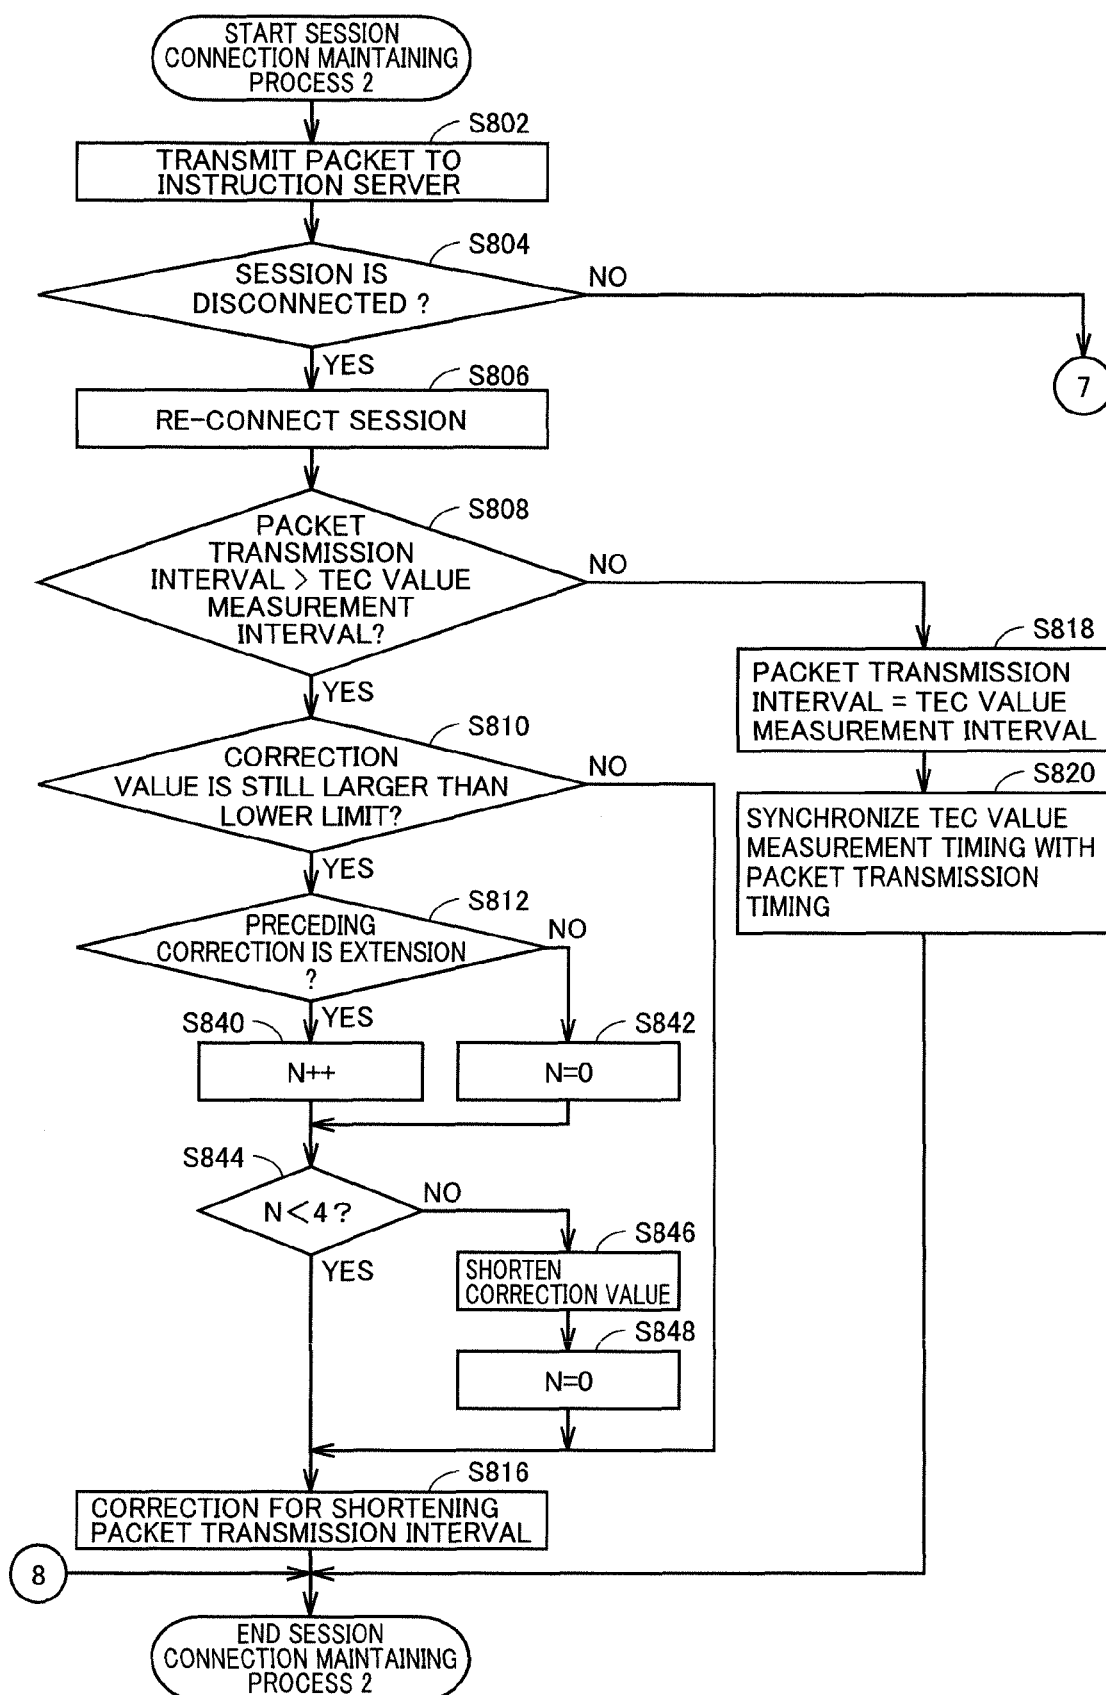 START SESSION
CONNECTION MAINTAINING
PROCESS 2
S802
TRANSMIT PACKET TO
INSTRUCTION SERVER
S804
SESSION IS
DISCONNECTED ?
NO
YES
7
S806
RE-CONNECT SESSION
S808
PACKET
TRANSMISSION
INTERVAL > TEC VALUE
MEASUREMENT
INTERVAL?
NO
YES
S818
PACKET TRANSMISSION
INTERVAL = TEC VALUE
MEASUREMENT INTERVAL
S810
CORRECTION
VALUE IS STILL LARGER THAN
LOWER LIMIT?
NO
YES
S820
SYNCHRONIZE TEC VALUE
MEASUREMENT TIMING WITH
PACKET TRANSMISSION
TIMING
S812
PRECEDING
CORRECTION IS EXTENSION
?
NO
YES
S840
N++
S842
N=0
S844
N<4?
NO
YES
S846
SHORTEN
CORRECTION VALUE
S848
N=0
S816
CORRECTION FOR SHORTENING
PACKET TRANSMISSION INTERVAL
8
END SESSION
CONNECTION MAINTAINING
PROCESS 2